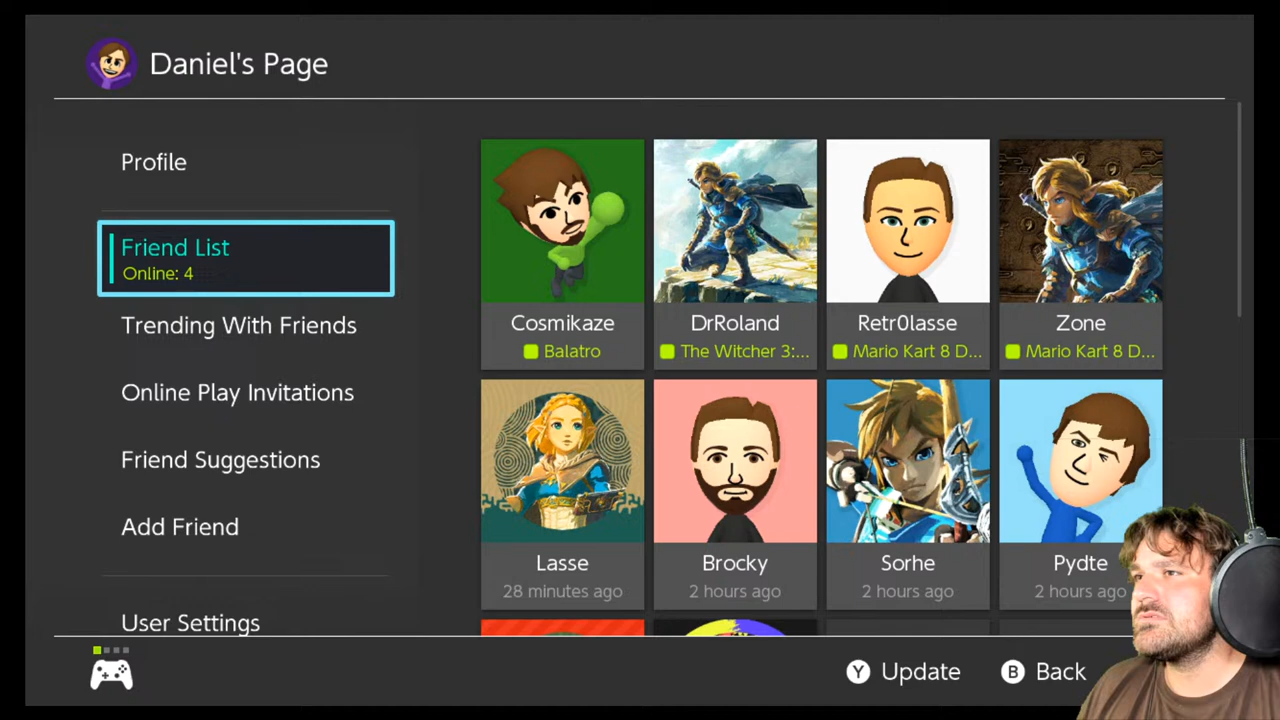 Daniel's Page
Profile
Friend List
Online: 4
Trending With Friends
Online Play Invitations
Friend Suggestions
Add Friend
User Settings
Cosmikaze
Balatro
DrRoland
The Witcher 3:...
Retr0lasse
Mario Kart 8 D...
Zone
Mario Kart 8 D...
Lasse
28 minutes ago
Brocky
2 hours ago
Sorhe
2 hours ago
Pydte
2 hours ago
Y Update
B Back